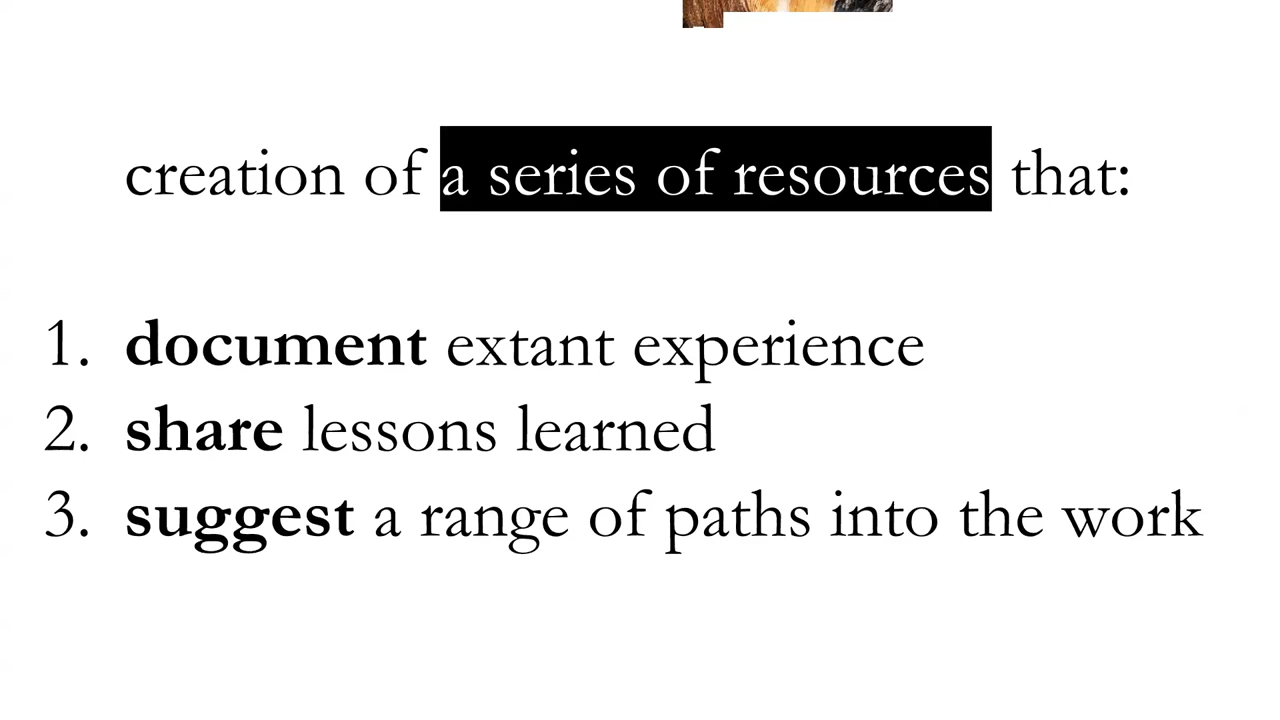 creation of a series of resources that:
1. document extant experience
2. share lessons learned
3. suggest a range of paths into the work